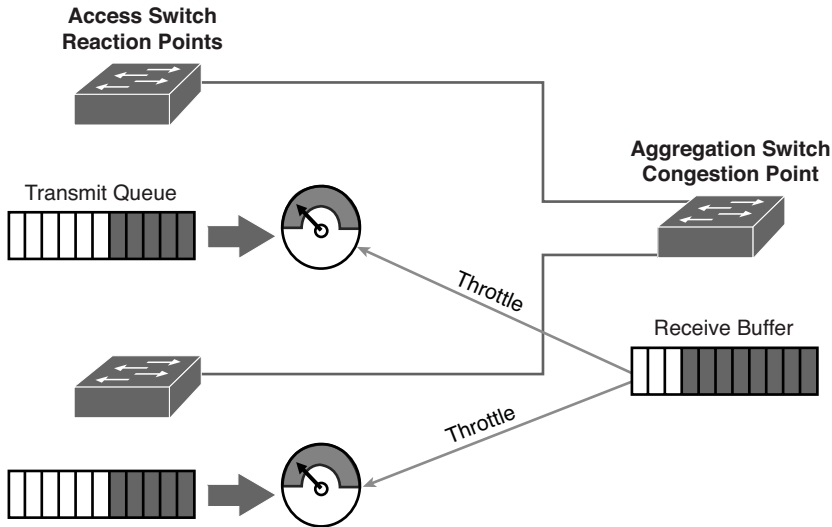 Access Switch
Reaction Points
Aggregation Switch
Congestion Point
Transmit Queue
Throttle
Receive Buffer
Throttle